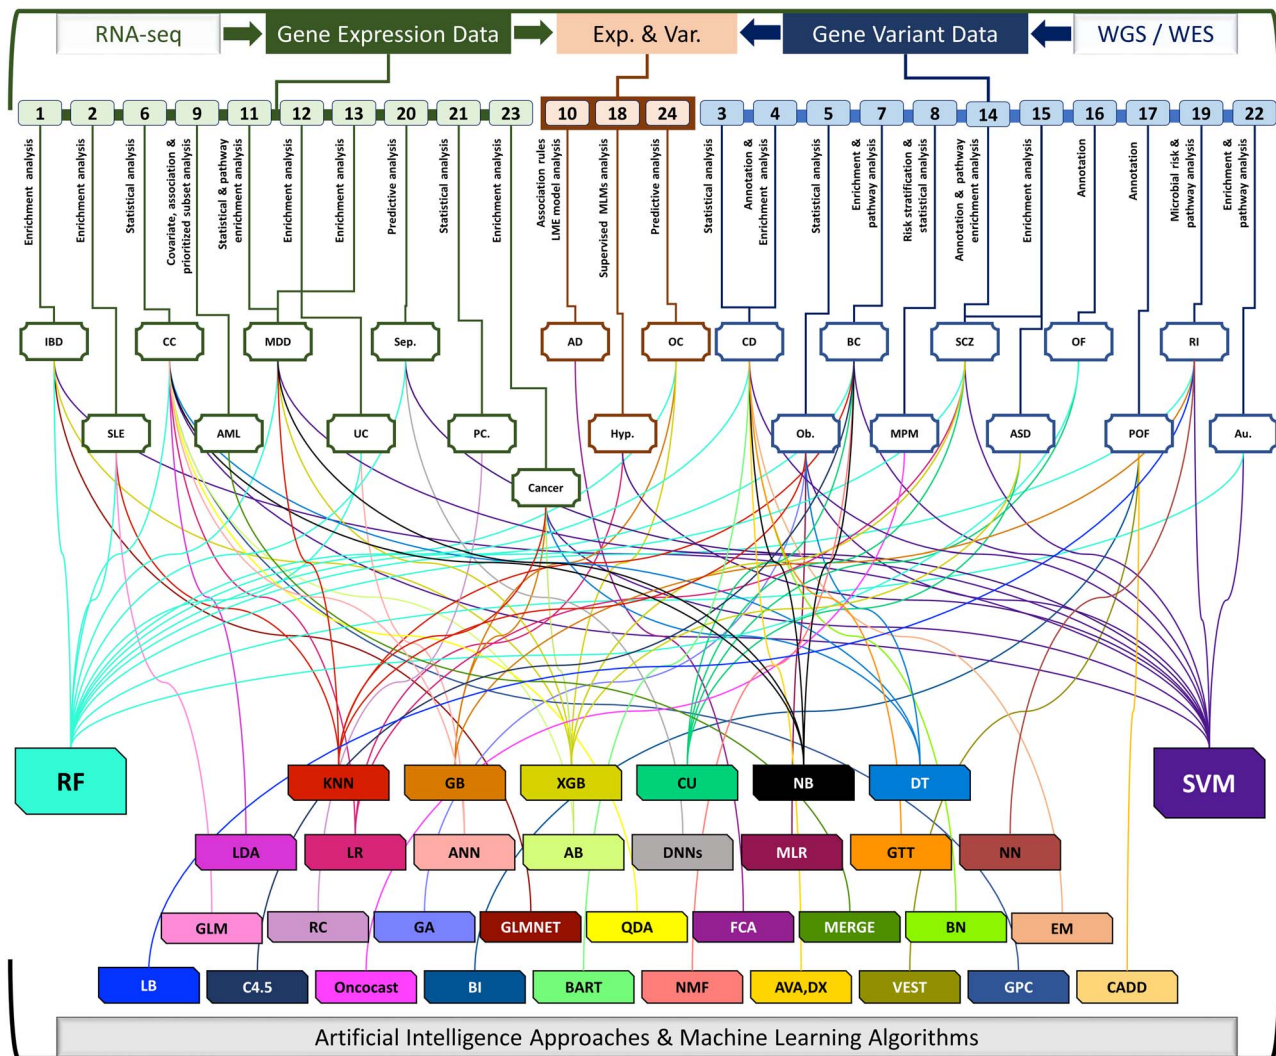 RNA-seq
Gene Expression Data
Exp. & Var.
Gene Variant Data
WGS / WES
1
2
6
9
11
12
13
20
21
23
10
18
24
3
4
5
7
8
14
15
16
17
19
22
Enrichment analysis
Enrichment analysis
Statistical analysis
Covariate, association &
prioritized subset analysis
Statistical & pathway
enrichment analysis
Enrichment analysis
Enrichment analysis
Predictive analysis
Statistical analysis
Enrichment analysis
Association rules
LME model analysis
Supervised MLMs analysis
Predictive analysis
Statistical analysis
Annotation &
Enrichment analysis
Statistical analysis
Enrichment &
pathway analysis
Risk stratification &
statistical analysis
Annotation & pathway
enrichment analysis
Enrichment analysis
Annotation
Annotation
Microbial risk &
pathway analysis
Enrichment &
pathway analysis
IBD
CC
MDD
Sep.
AD
OC
CD
BC
SCZ
OF
RI
SLE
AML
UC
PC.
Hyp.
Ob.
MPM
ASD
POF
Au.
Cancer
RF
KNN
GB
XGB
CU
NB
DT
SVM
LDA
LR
ANN
AB
DNNs
MLR
GTT
NN
GLM
RC
GA
GLMNET
QDA
FCA
MERGE
BN
EM
LB
C4.5
Oncocast
BI
BART
NMF
AVA,DX
VEST
GPC
CADD
Artificial Intelligence Approaches & Machine Learning Algorithms